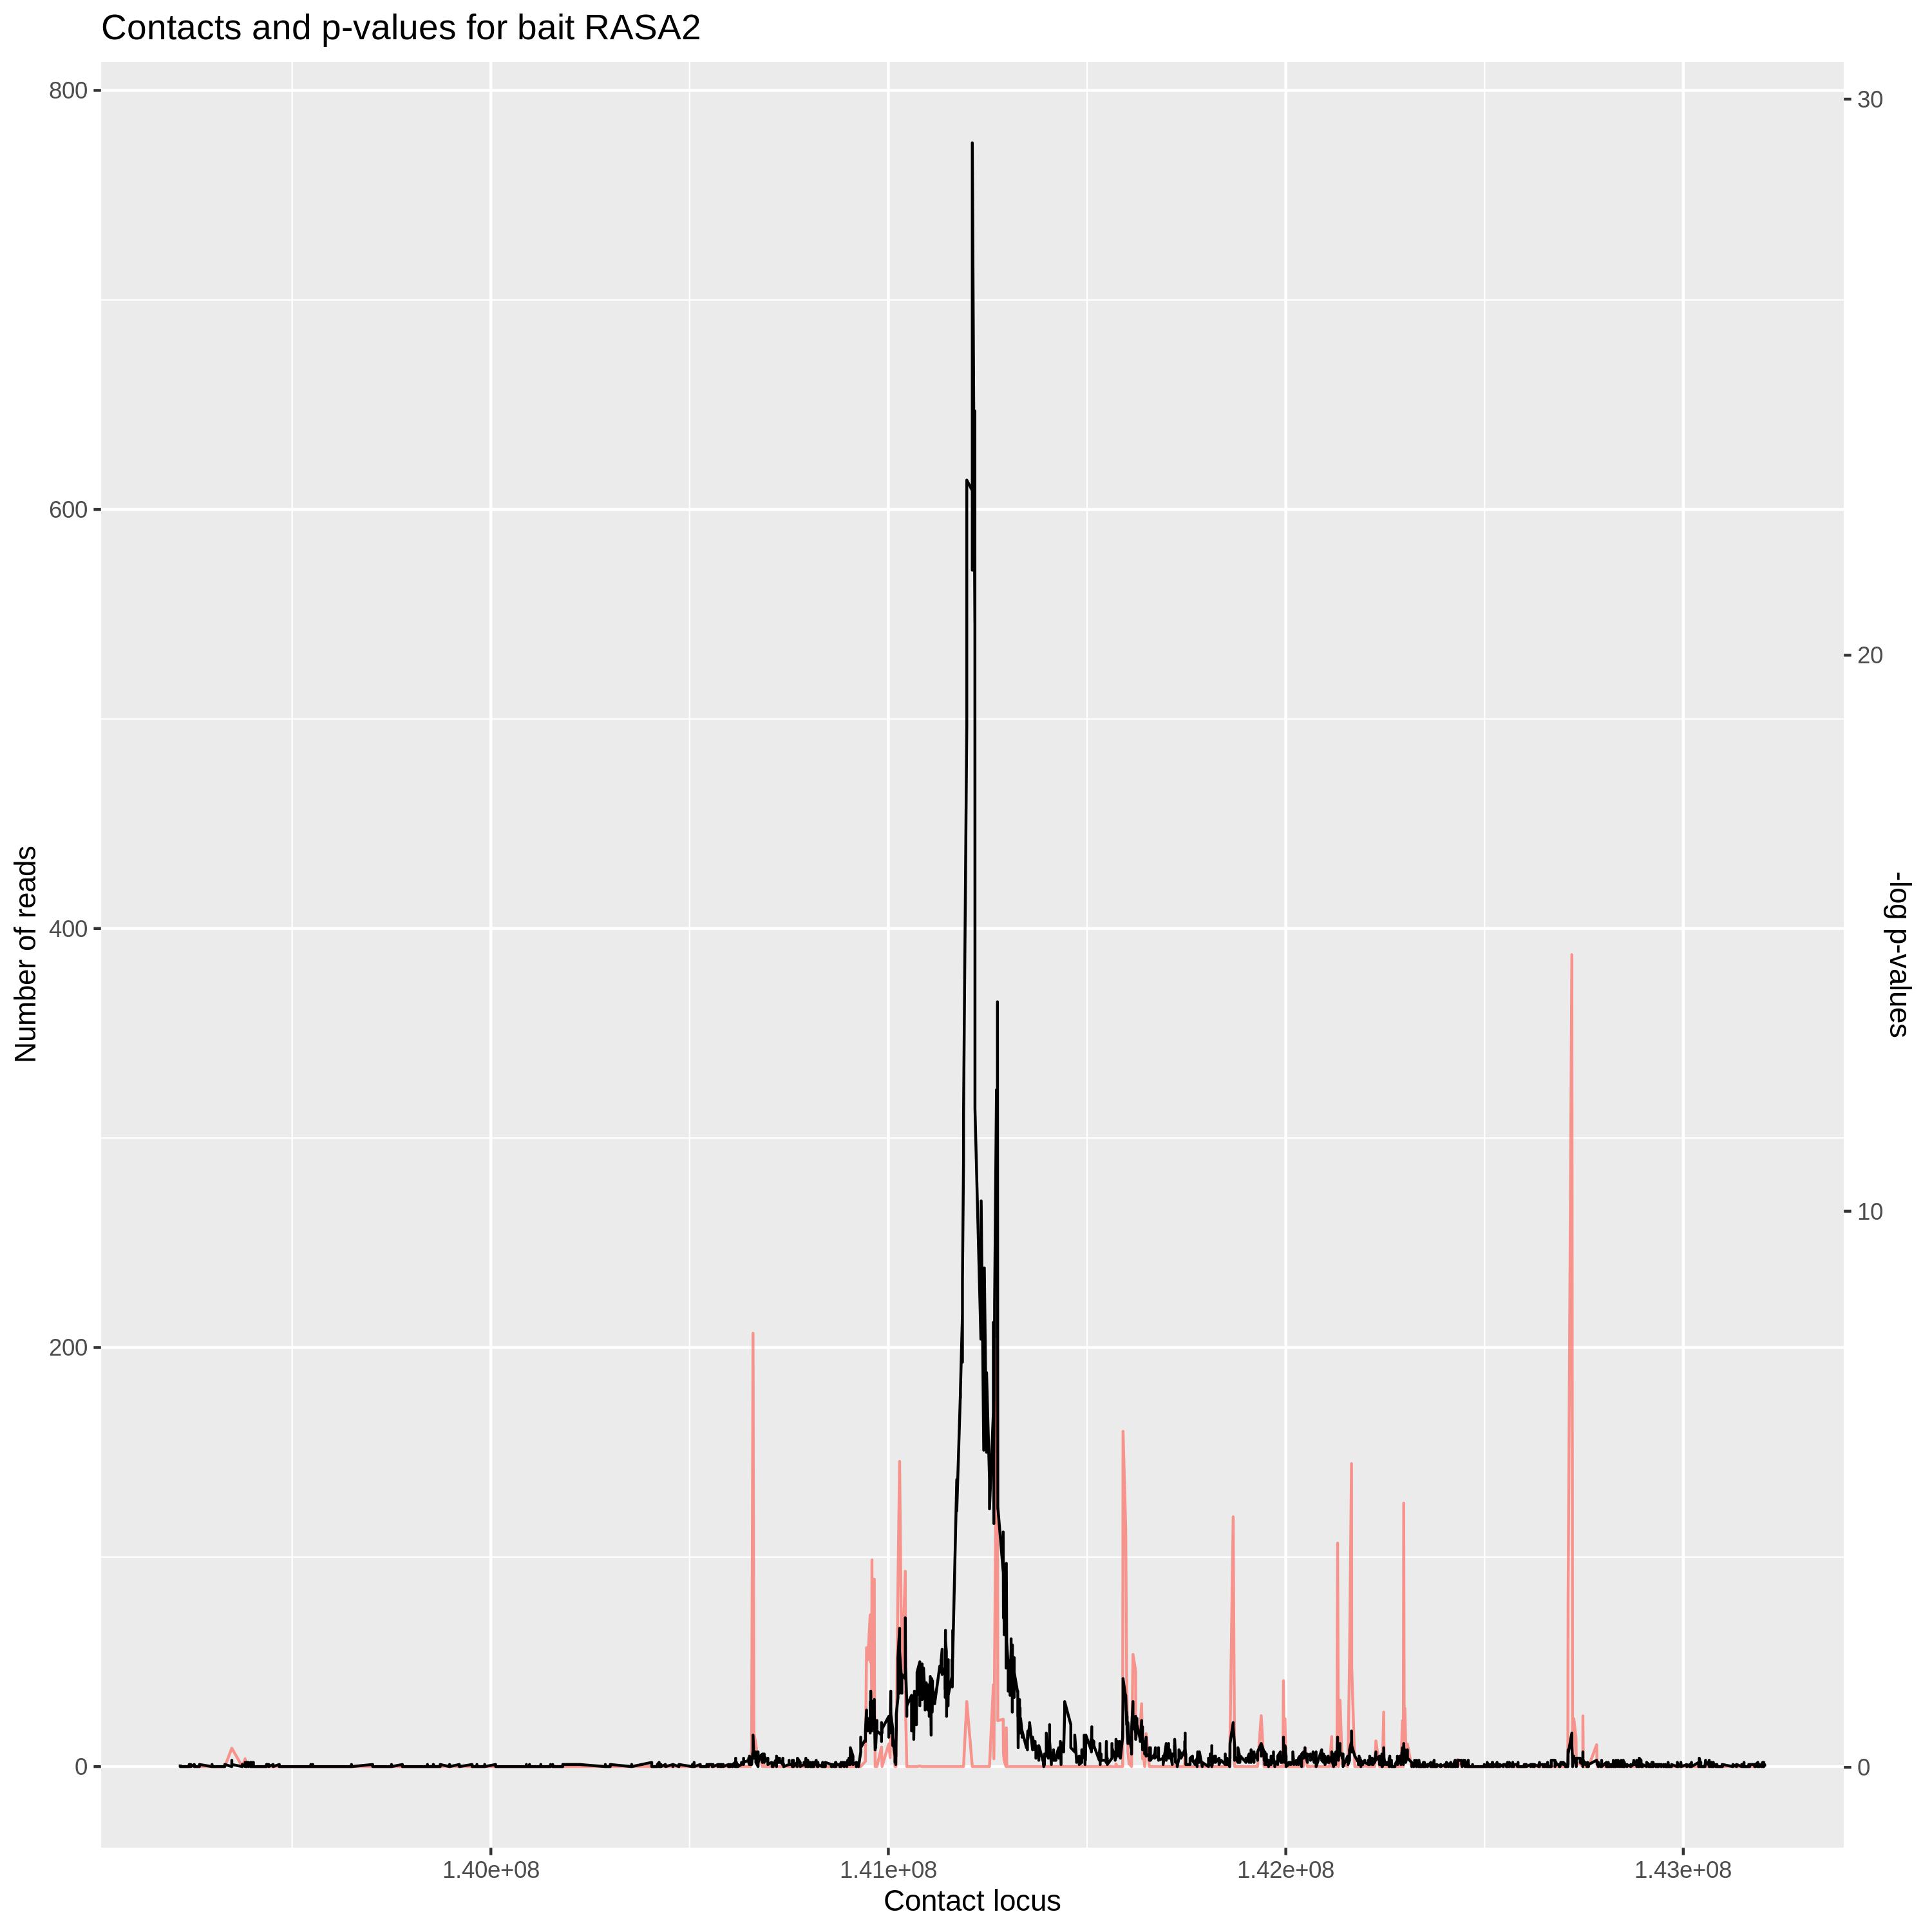 Contacts and p-values for bait RASA2
800
600
400
200
0
Number of reads
30
20
10
0
-log p-values
1.40e+08 1.41e+08 1.42e+08 1.43e+08
Contact locus